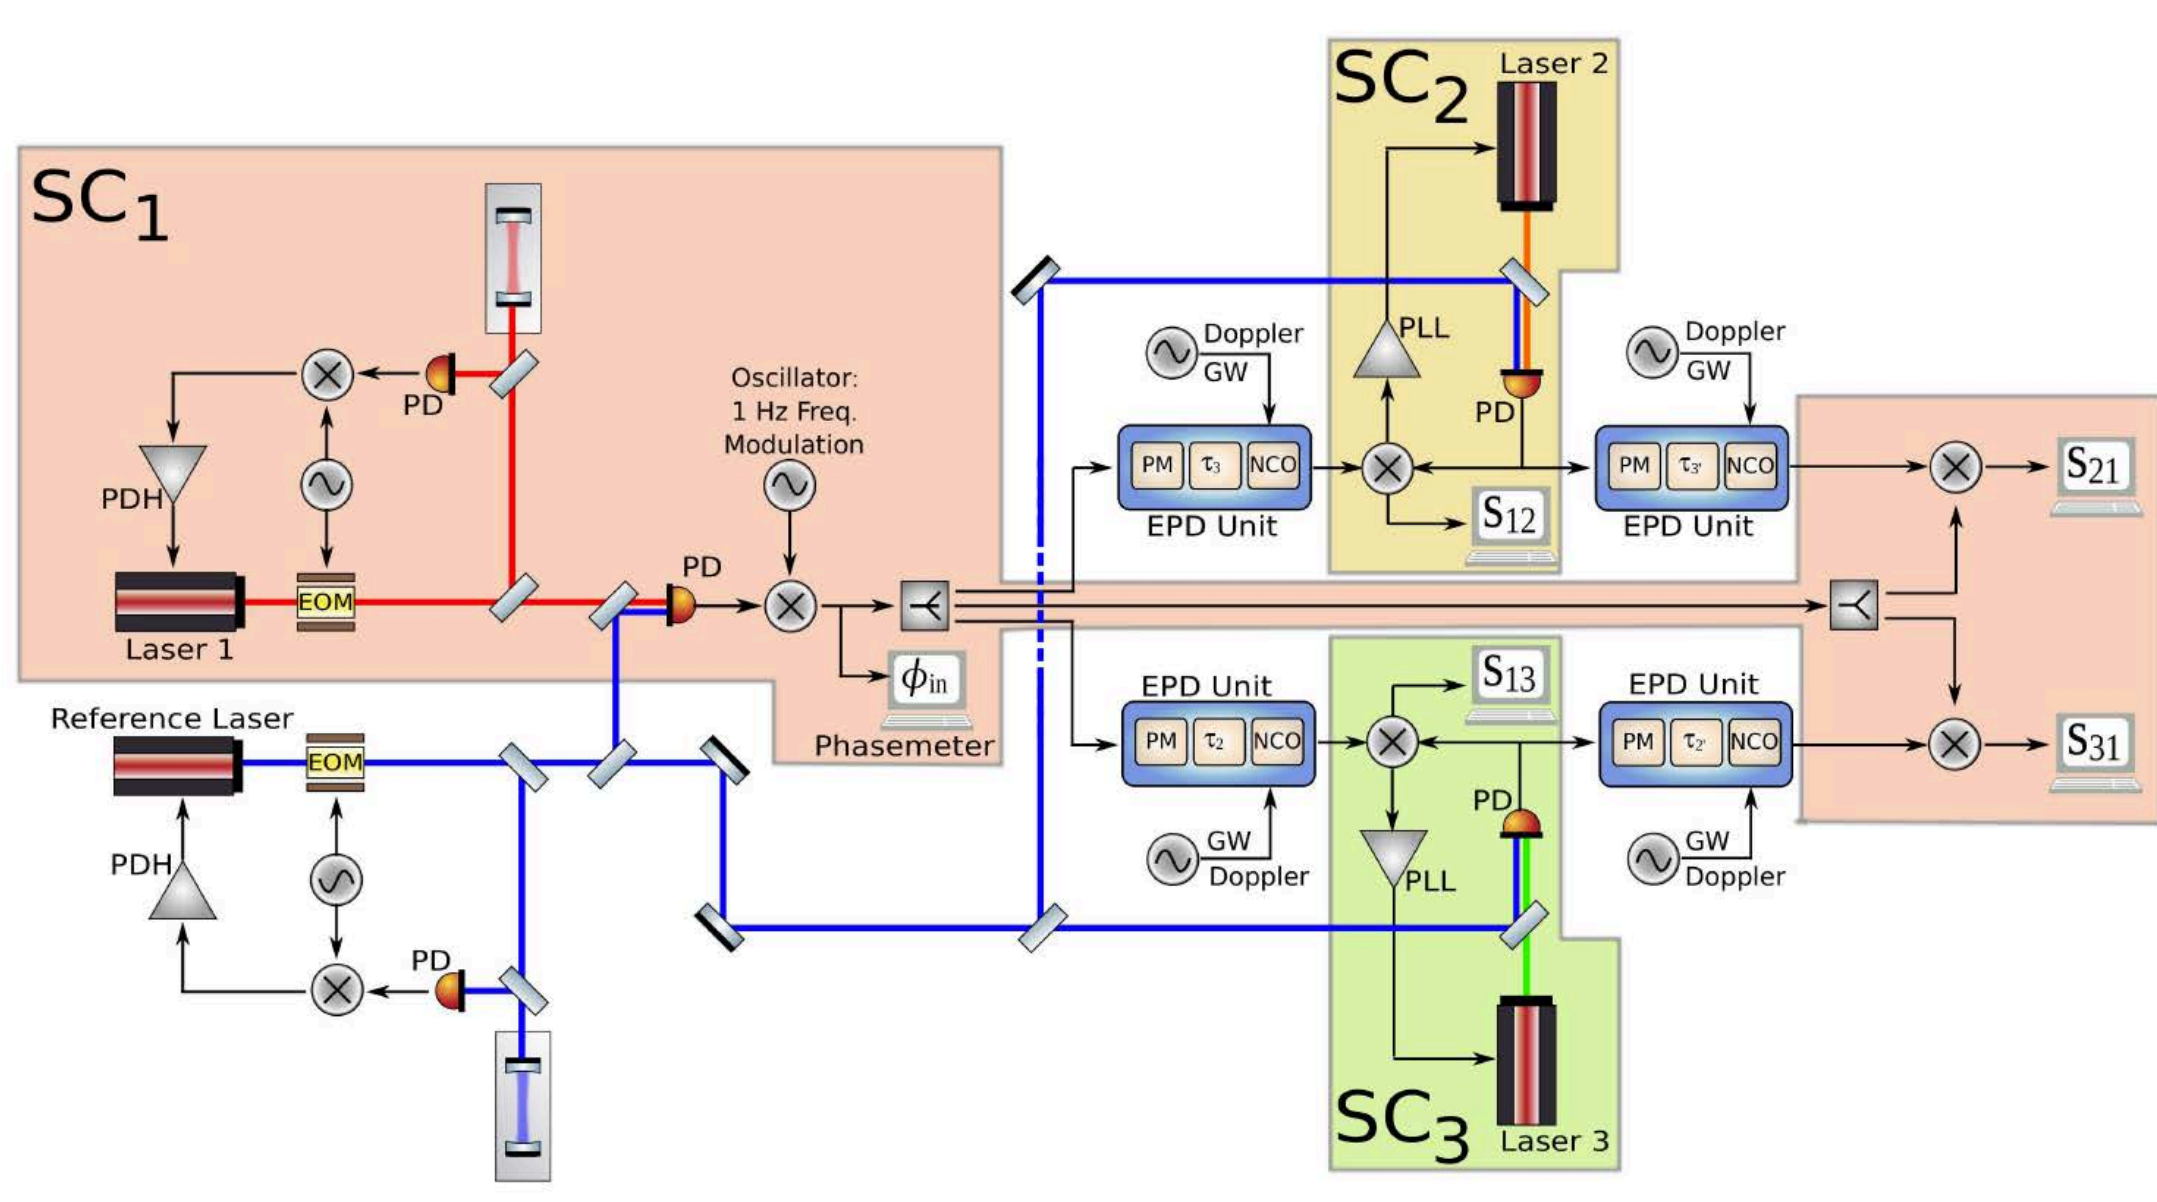 SC1
PD
PDH
EOM
Laser 1
Oscillator:
1 Hz Freq.
Modulation
PD
ϕin
Phasemeter
Reference Laser
EOM
PDH
PD
SC2
Laser 2
PLL
PD
S12
Doppler
GW
PM τ3 NCO
EPD Unit
Doppler
GW
PM τ3' NCO
EPD Unit
S21
S31
EPD Unit
PM τ2 NCO
GW
Doppler
S13
PD
PLL
SC3
Laser 3
EPD Unit
PM τ2' NCO
GW
Doppler